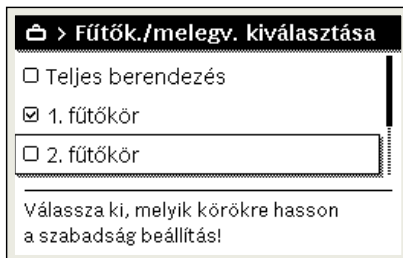 > Fűtők./melegv. kiválasztása
Teljes berendezés
1. fűtőkör
2. fűtőkör
Válassza ki, melyik körökre hasson
a szabadság beállítás!